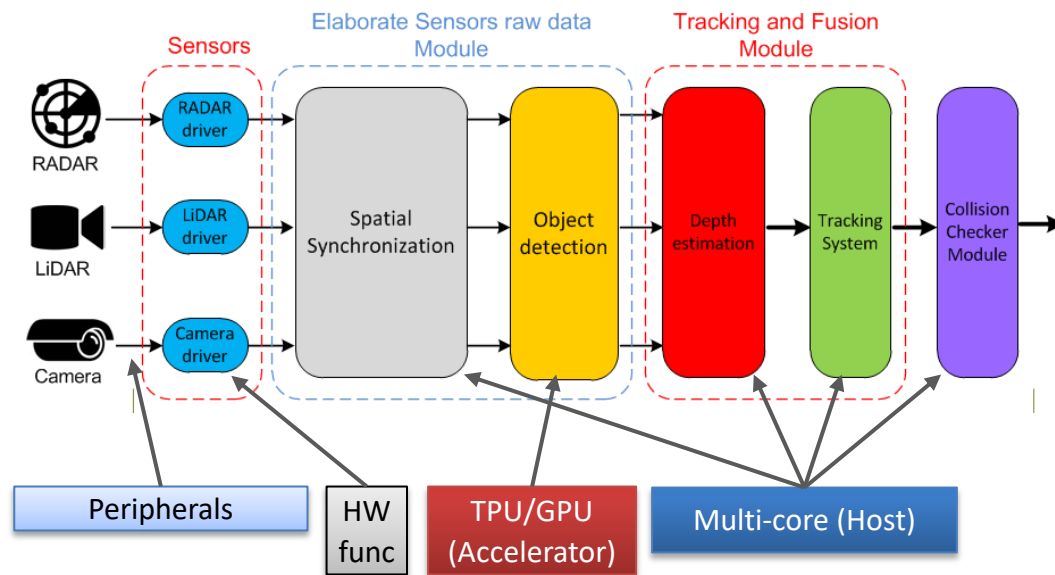 Elaborate Sensors raw data
Module
Tracking and Fusion
Module
Sensors
RADAR
RADAR
driver
LiDAR
LiDAR
driver
Camera
Camera
driver
Spatial
Synchronization
Object
detection
Depth
estimation
Tracking
System
Collision
Checker
Module
Peripherals
HW
func
TPU/GPU
(Accelerator)
Multi-core (Host)